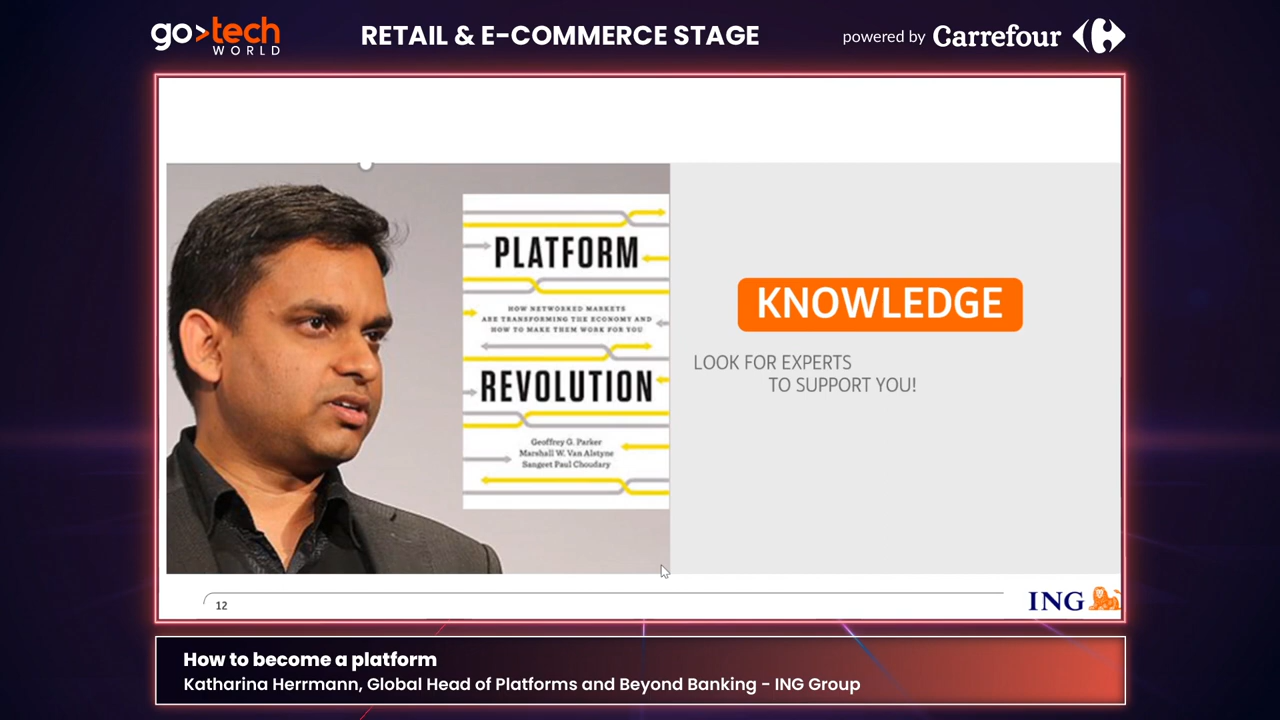 go>tech
WORLD
RETAIL & E-COMMERCE STAGE
powered by Carrefour
PLATFORM
HOW NETWORKED MARKETS
ARE TRANSFORMING THE ECONOMY AND
HOW TO MAKE THEM WORK FOR YOU
REVOLUTION
Geoffrey G. Parker
Marshall W. Van Alstyne
Sangeet Paul Choudary
KNOWLEDGE
LOOK FOR EXPERTS
TO SUPPORT YOU!
12
ING
How to become a platform
Katharina Herrmann, Global Head of Platforms and Beyond Banking - ING Group